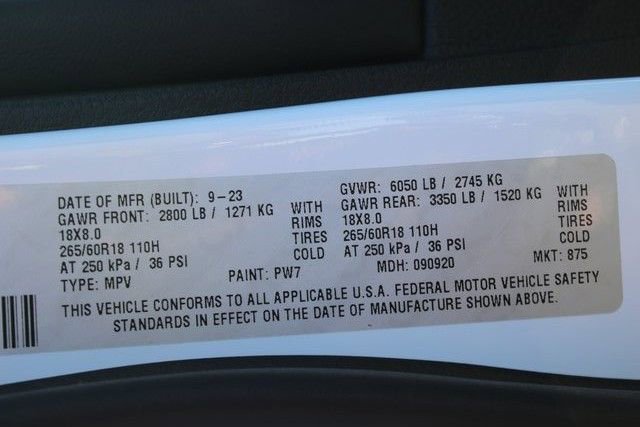 DATE OF MFR (BUILT): 9-23 GVWR: 6050 LB / 2745 KG
GAWR FRONT: 2800 LB / 1271 KG WITH GAWR REAR: 3350 LB / 1520 KG WITH
18X8.0 RIMS 18X8.0 RIMS
265/60R18 110H TIRES 265/60R18 110H TIRES
AT 250 kPa / 36 PSI COLD AT 250 kPa / 36 PSI COLD
TYPE: MPV PAINT: PW7 MDH: 090920 MKT: 875
THIS VEHICLE CONFORMS TO ALL APPLICABLE U.S.A. FEDERAL MOTOR VEHICLE SAFETY
STANDARDS IN EFFECT ON THE DATE OF MANUFACTURE SHOWN ABOVE.